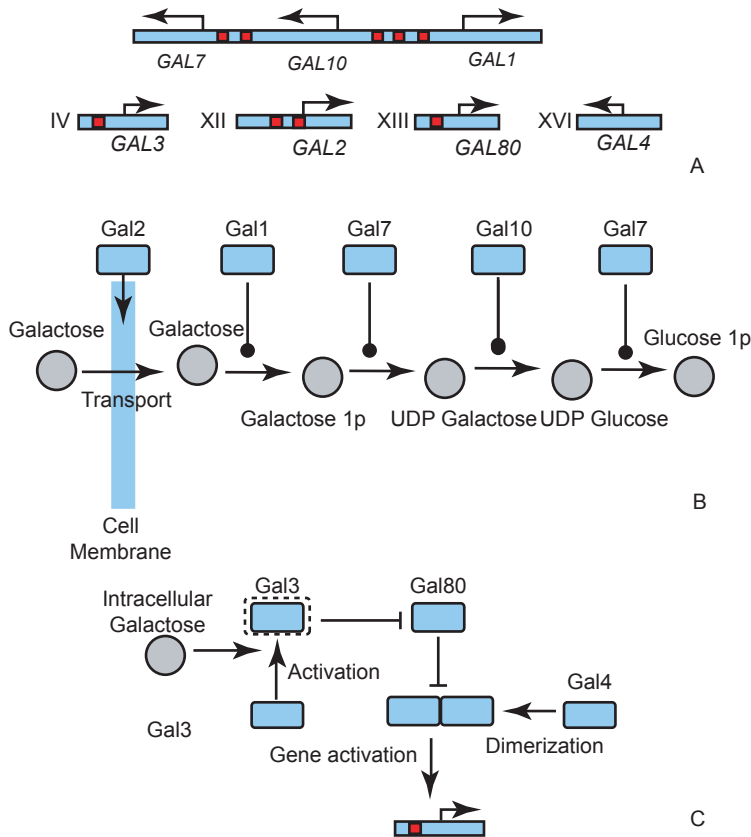 GAL7
GAL10
GAL1
IV
GAL3
XII
GAL2
XIII
GAL80
XVI
GAL4
A
Gal2
Gal1
Gal7
Gal10
Gal7
Galactose
Galactose
Glucose 1p
Transport
Galactose 1p
UDP Galactose
UDP Glucose
Cell
Membrane
B
Intracellular
Galactose
Gal3
Gal80
Activation
Gal3
Gal4
Gene activation
Dimerization
C